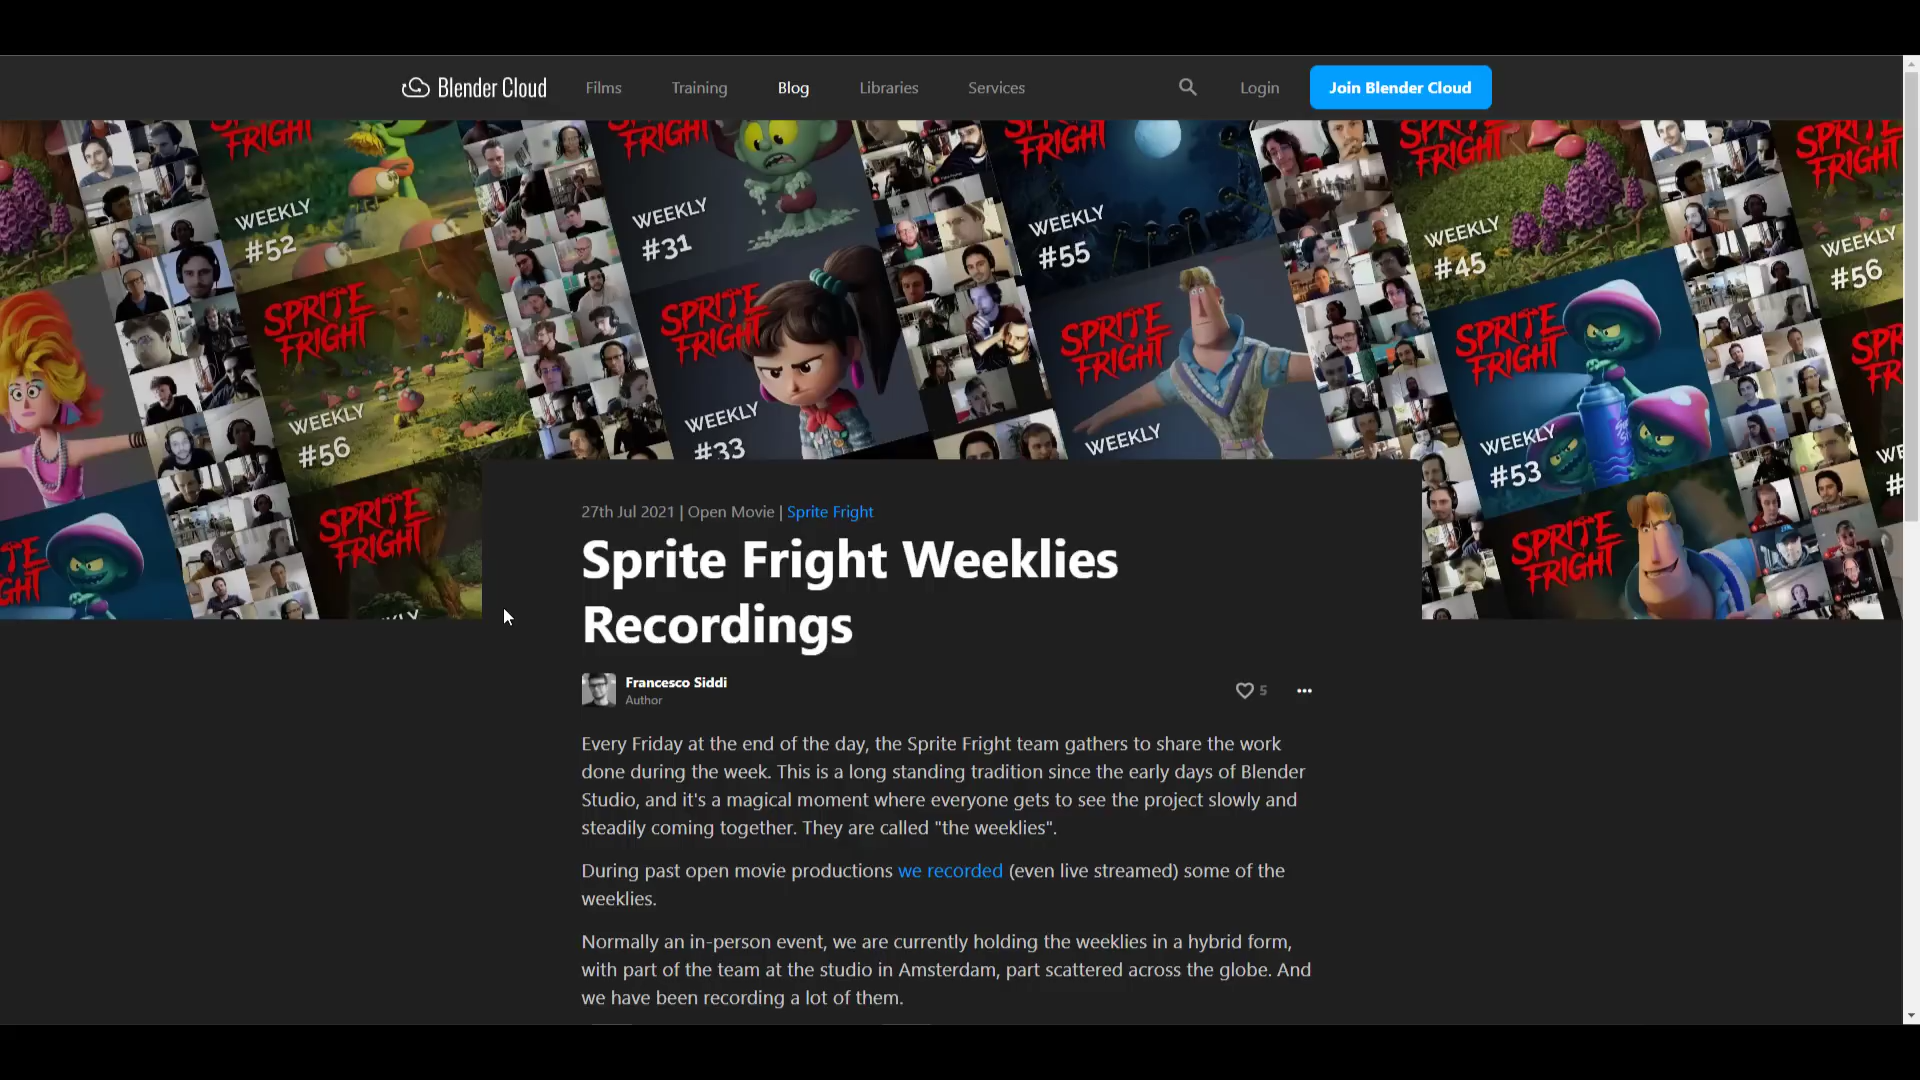 Blender Cloud Films Training Blog Libraries Services Login Join Blender Cloud
SPRITE FRIGHT
WEEKLY
#52
SPRITE
FRIGHT
WEEKLY
#56
SPRITE
FRIGHT
FRIGHT
WEEKLY
#31
SPRITE
FRIGHT
WEEKLY
#33
SPRITE
FRIGHT
WEEKLY
#55
SPRITE
FRIGHT
WEEKLY
SPRITE
FRIGHT
WEEKLY
#45
SPRITE
FRIGHT
WEEKLY
#53
SPRITE
FRIGHT
SPRITE
FRIGHT
WEEKLY
#56
27th Jul 2021 | Open Movie | Sprite Fright
Sprite Fright Weeklies
Recordings
Francesco Siddi
Author
5
Every Friday at the end of the day, the Sprite Fright team gathers to share the work
done during the week. This is a long standing tradition since the early days of Blender
Studio, and it's a magical moment where everyone gets to see the project slowly and
steadily coming together. They are called "the weeklies".
During past open movie productions we recorded (even live streamed) some of the
weeklies.
Normally an in-person event, we are currently holding the weeklies in a hybrid form,
with part of the team at the studio in Amsterdam, part scattered across the globe. And
we have been recording a lot of them.